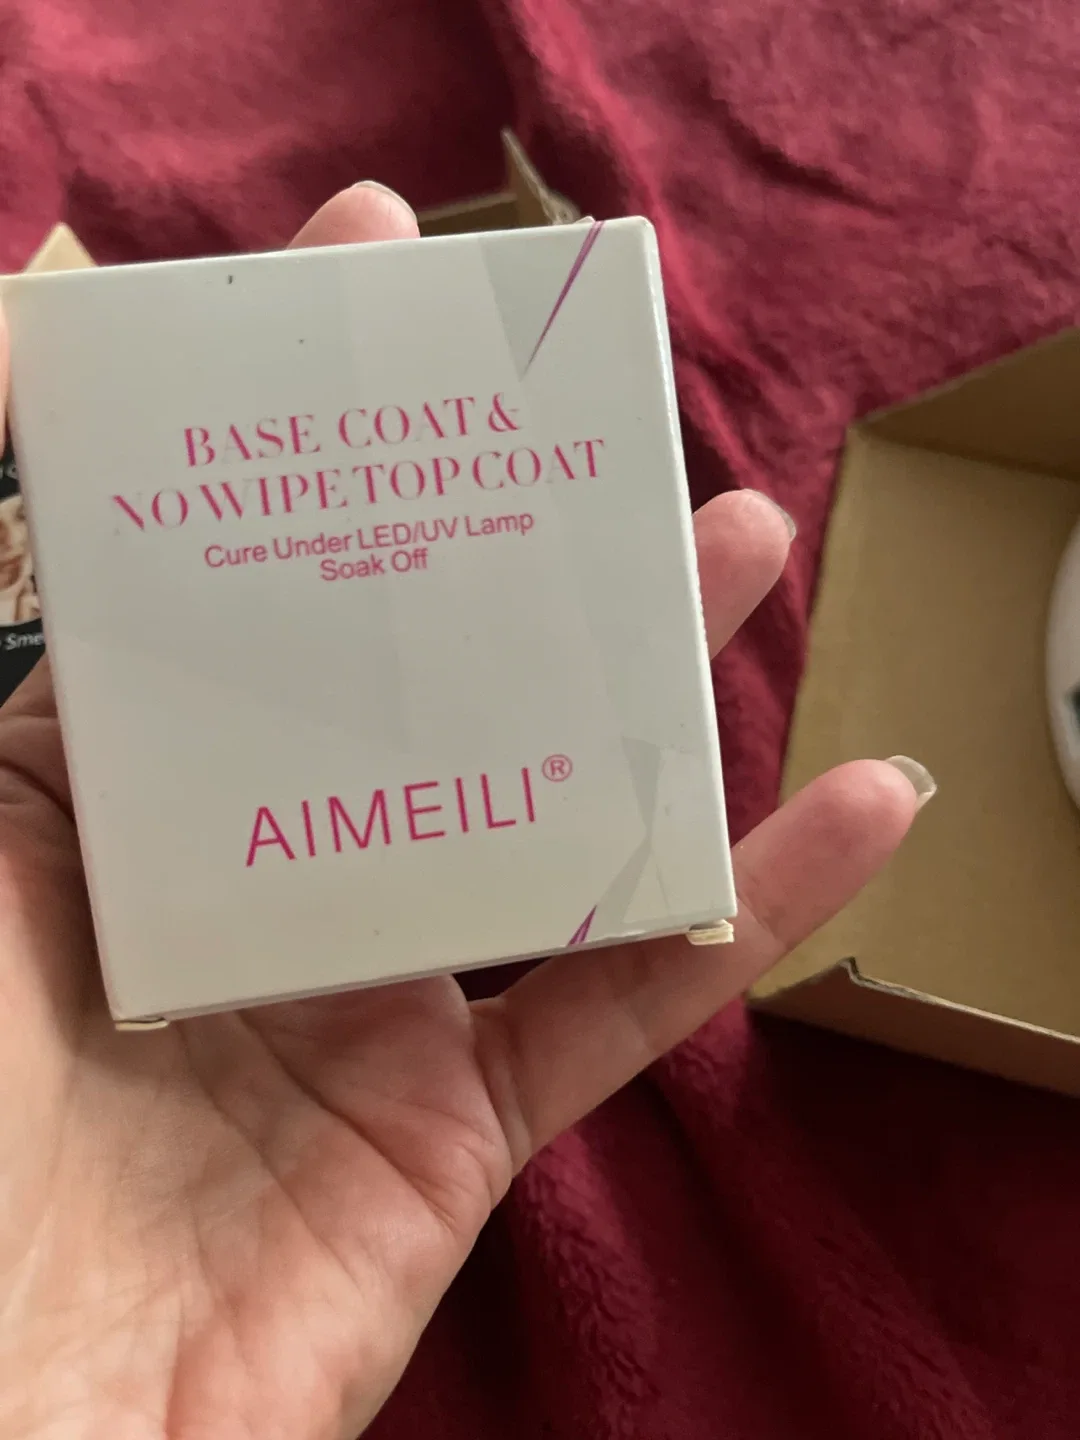 BASE COAT &
NO WIPE TOP COAT
Cure Under LED/UV Lamp
Soak Off
AIMEILI®